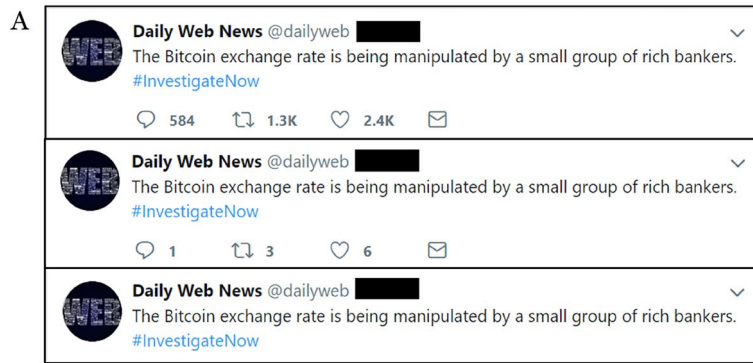 A
WEB
Daily Web News @dailyweb
The Bitcoin exchange rate is being manipulated by a small group of rich bankers.
#InvestigateNow
584 1.3K 2.4K
WEB
Daily Web News @dailyweb
The Bitcoin exchange rate is being manipulated by a small group of rich bankers.
#InvestigateNow
1 3 6
WEB
Daily Web News @dailyweb
The Bitcoin exchange rate is being manipulated by a small group of rich bankers.
#InvestigateNow